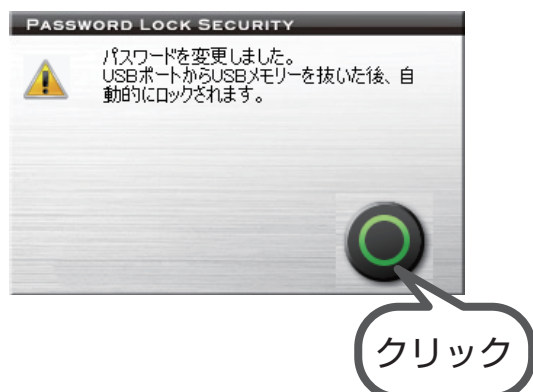 PASSWORD LOCK SECURITY
パスワードを変更しました。
USBポートからUSBメモリーを抜いた後、自
動的にロックされます。
クリック